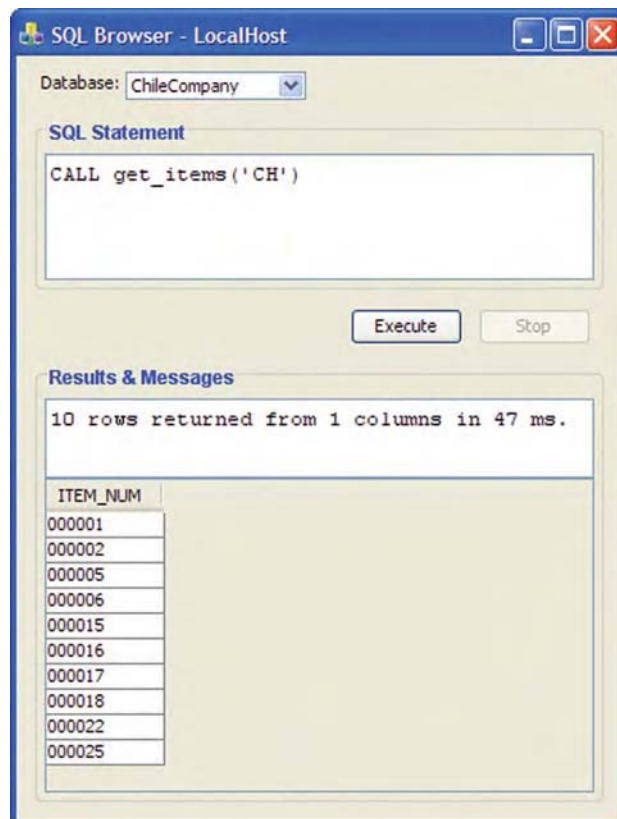 SQL Browser - LocalHost
Database: ChileCompany
SQL Statement
CALL get_items('CH')
Execute Stop
Results & Messages
10 rows returned from 1 columns in 47 ms.
ITEM_NUM
000001
000002
000005
000006
000015
000016
000017
000018
000022
000025